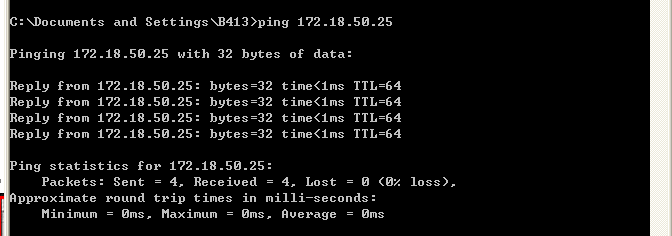 C:\Documents and Settings\B413>ping 172.18.50.25
Pinging 172.18.50.25 with 32 bytes of data:
Reply from 172.18.50.25: bytes=32 time<1ms TTL=64
Reply from 172.18.50.25: bytes=32 time<1ms TTL=64
Reply from 172.18.50.25: bytes=32 time<1ms TTL=64
Reply from 172.18.50.25: bytes=32 time<1ms TTL=64
Ping statistics for 172.18.50.25:
Packets: Sent = 4, Received = 4, Lost = 0 (0% loss),
Approximate round trip times in milli-seconds:
Minimum = 0ms, Maximum = 0ms, Average = 0ms